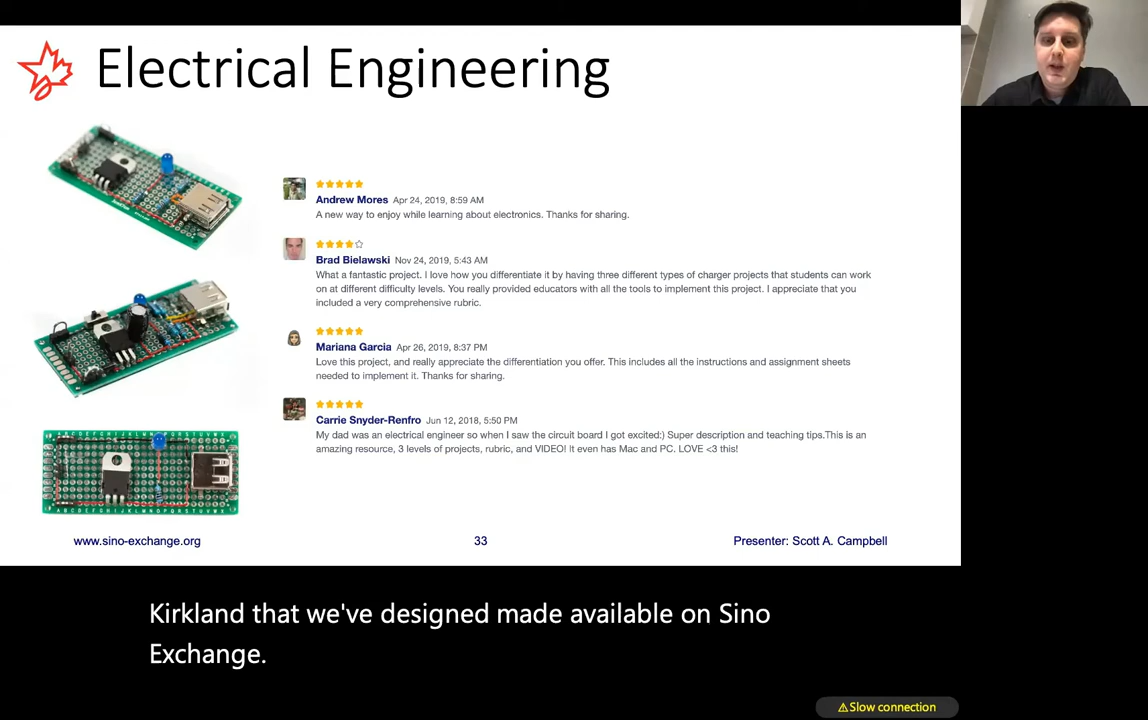 Electrical Engineering
Andrew Mores Apr 24, 2019, 8:59 AM
A new way to enjoy while learning about electronics. Thanks for sharing.
Brad Bielawski Nov 24, 2019, 5:43 AM
What a fantastic project. I love how you differentiate it by having three different types of charger projects that students can work
on at different difficulty levels. You really provided educators with all the tools to implement this project. I appreciate that you
included a very comprehensive rubric.
Mariana Garcia Apr 26, 2019, 8:37 PM
Love this project, and really appreciate the differentiation you offer. This includes all the instructions and assignment sheets
needed to implement it. Thanks for sharing.
Carrie Snyder-Renfro Jun 12, 2018, 5:50 PM
My dad was an electrical engineer so when I saw the circuit board I got excited:) Super description and teaching tips.This is an
amazing resource, 3 levels of projects, rubric, and VIDEO! It even has Mac and PC. LOVE <3 this!
www.sino-exchange.org
33
Presenter: Scott A. Campbell
Kirkland that we've designed made available on Sino
Exchange.
⚠Slow connection